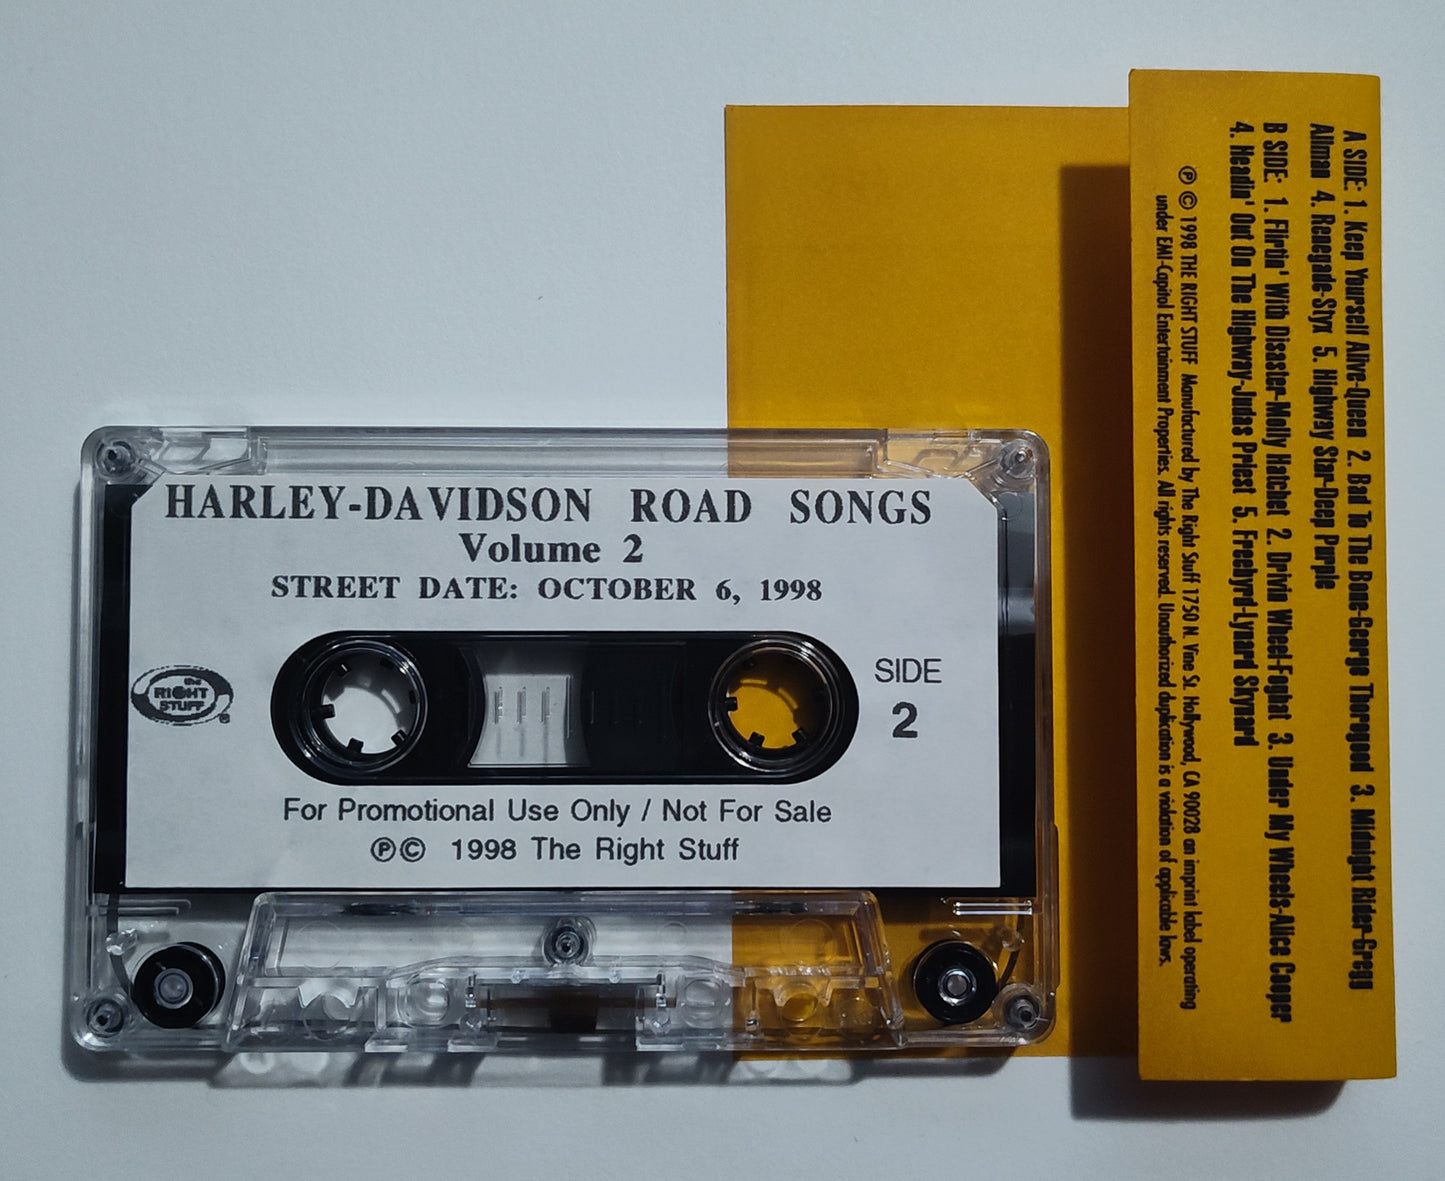 HARLEY-DAVIDSON ROAD SONGS
Volume 2
STREET DATE: OCTOBER 6, 1998
the
RIGHT
STUFF
®
SIDE
2
For Promotional Use Only / Not For Sale
℗© 1998 The Right Stuff
A SIDE: 1. Keep Yourself Alive-Queen 2. Bad To The Bone-George Thorogood 3. Midnight Rider-Gregg
Allman 4. Renegade-Styx 5. Highway Star-Deep Purple
B SIDE: 1. Flirtin' With Disaster-Molly Hatchet 2. Drivin Wheel-Foghat 3. Under My Wheels-Alice Cooper
4. Headin' Out On The Highway-Judas Priest 5. Freebyrd-Lynard Skynard
℗ © 1998 THE RIGHT STUFF Manufactured by The Right Stuff 1750 N. Vine St. Hollywood, CA 90028 an imprint label operating
under EMI-Capitol Entertainment Properties. All rights reserved. Unauthorized duplication is a violation of applicable laws.